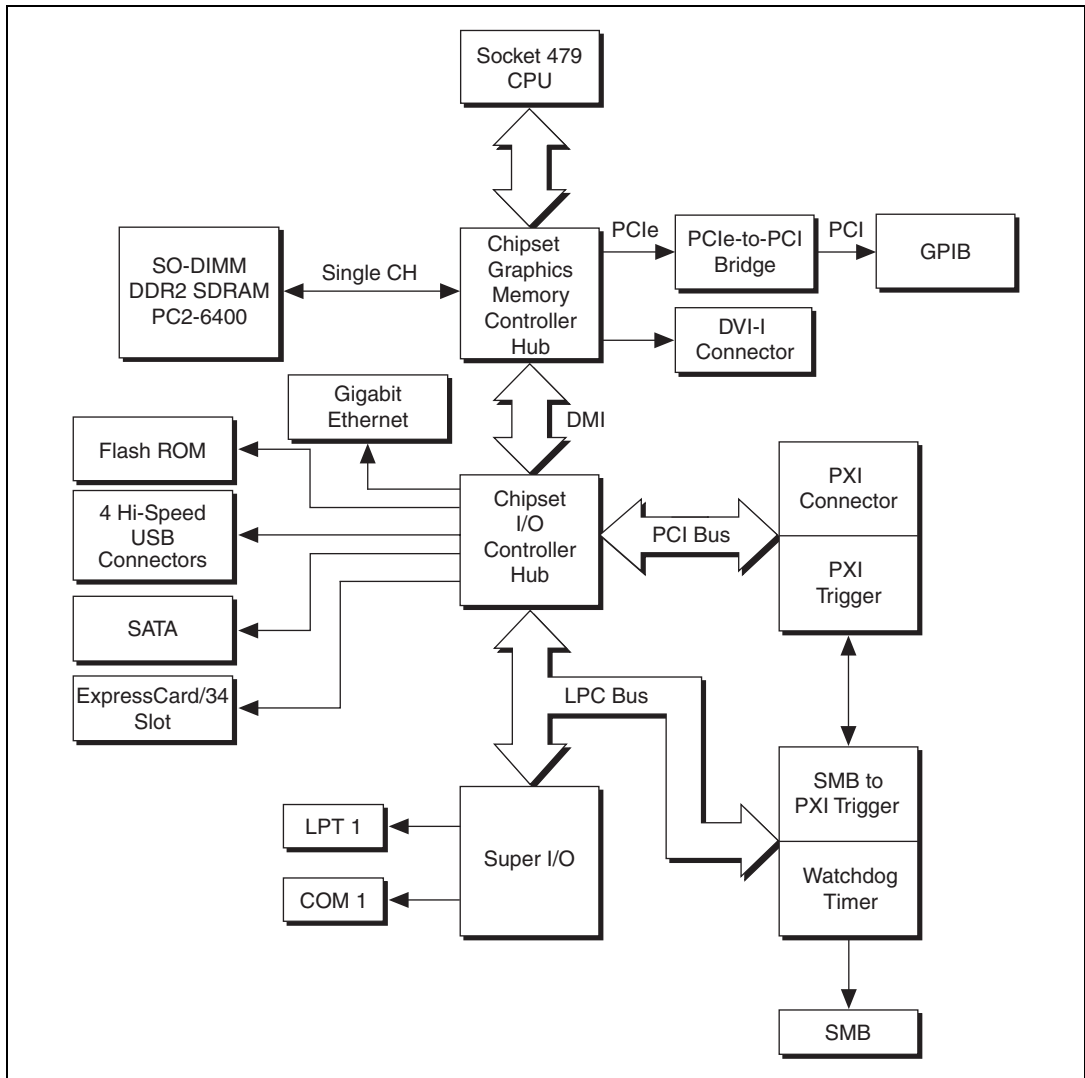 Socket 479
CPU
SO-DIMM
DDR2 SDRAM
PC2-6400
Single CH
Chipset
Graphics
Memory
Controller
Hub
PCIe
PCIe-to-PCI
Bridge
PCI
GPIB
DVI-I
Connector
Gigabit
Ethernet
DMI
Flash ROM
4 Hi-Speed
USB
Connectors
SATA
ExpressCard/34
Slot
Chipset
I/O
Controller
Hub
PCI Bus
PXI
Connector
PXI
Trigger
LPC Bus
LPT 1
COM 1
Super I/O
SMB to
PXI Trigger
Watchdog
Timer
SMB